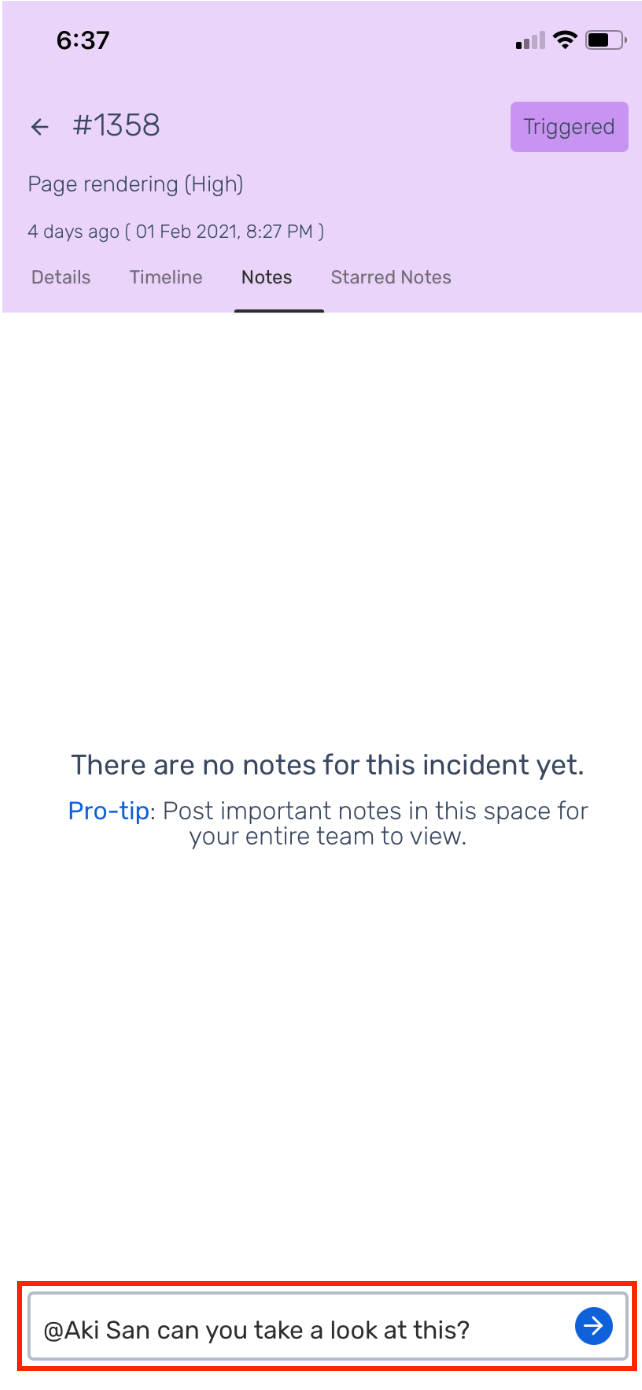 6:37
#1358
Triggered
Page rendering (High)
4 days ago ( 01 Feb 2021, 8:27 PM )
Details Timeline Notes Starred Notes
There are no notes for this incident yet.
Pro-tip: Post important notes in this space for
your entire team to view.
@Aki San can you take a look at this?